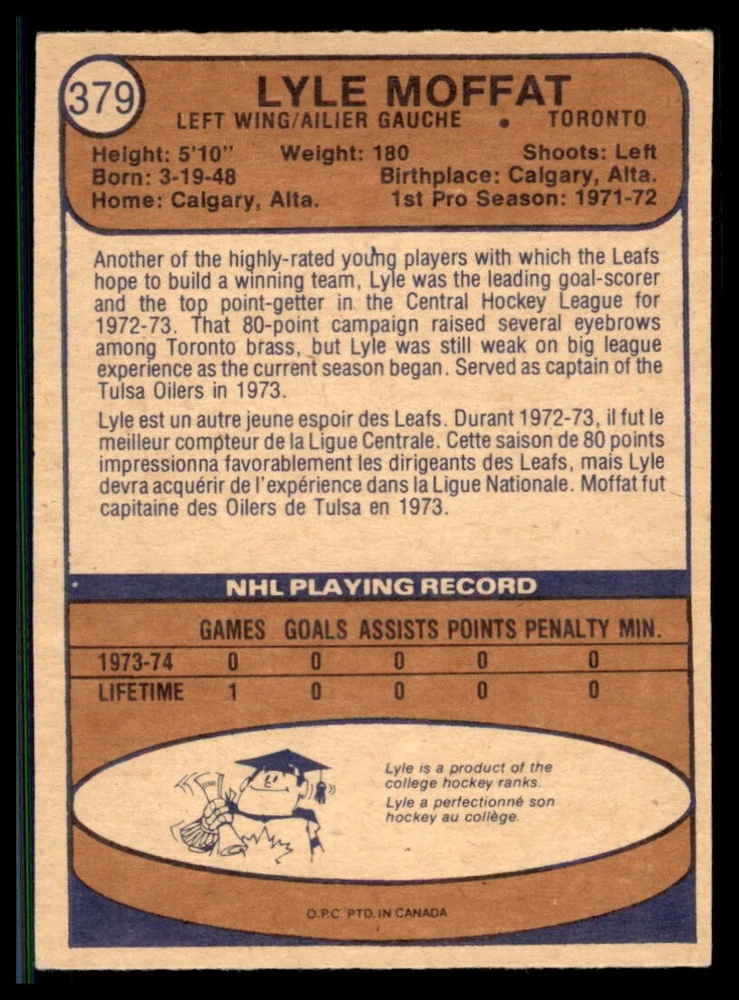 379
LYLE MOFFAT
LEFT WING/AILIER GAUCHE • TORONTO
Height: 5'10" Weight: 180 Shoots: Left
Born: 3-19-48 Birthplace: Calgary, Alta.
Home: Calgary, Alta. 1st Pro Season: 1971-72
Another of the highly-rated young players with which the Leafs
hope to build a winning team, Lyle was the leading goal-scorer
and the top point-getter in the Central Hockey League for
1972-73. That 80-point campaign raised several eyebrows
among Toronto brass, but Lyle was still weak on big league
experience as the current season began. Served as captain of the
Tulsa Oilers in 1973.
Lyle est un autre jeune espoir des Leafs. Durant 1972-73, il fut le
meilleur compteur de la Ligue Centrale. Cette saison de 80 points
impressionna favorablement les dirigeants des Leafs, mais Lyle
devra acquérir de l'expérience dans la Ligue Nationale. Moffat fut
capitaine des Oilers de Tulsa en 1973.
NHL PLAYING RECORD
GAMES GOALS ASSISTS POINTS PENALTY MIN.
1973-74 0 0 0 0 0
LIFETIME 1 0 0 0 0
Lyle is a product of the
college hockey ranks.
Lyle a perfectionné son
hockey au collège.
O.P.C. PTD. IN CANADA